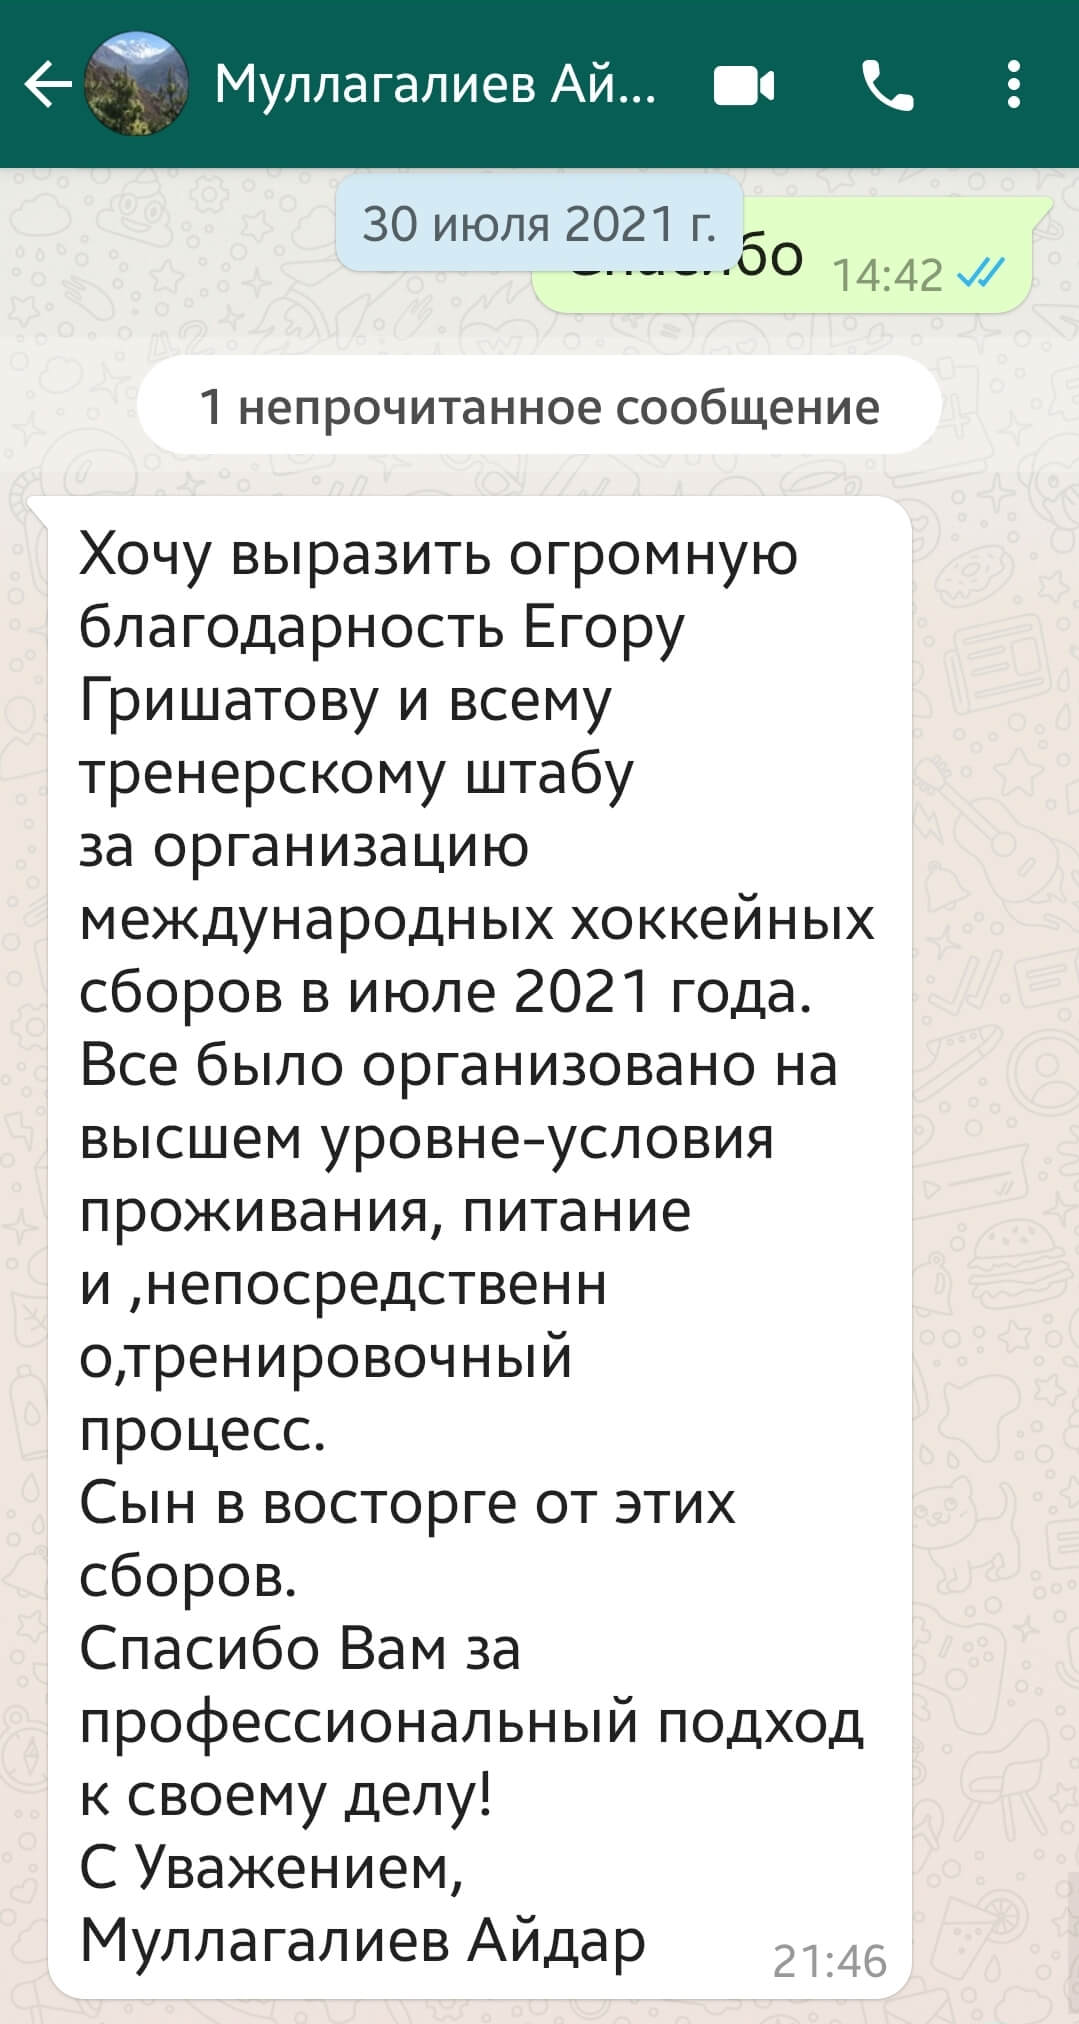 Муллагалиев Ай...
30 июля 2021 г.
14:42
1 непрочитанное сообщение
Хочу выразить огромную
благодарность Егору
Гришатову и всему
тренерскому штабу
за организацию
международных хоккейных
сборов в июле 2021 года.
Все было организовано на
высшем уровне-условия
проживания, питание
и ,непосредственн
о,тренировочный
процесс.
Сын в восторге от этих
сборов.
Спасибо Вам за
профессиональный подход
к своему делу!
С Уважением,
Муллагалиев Айдар
21:46